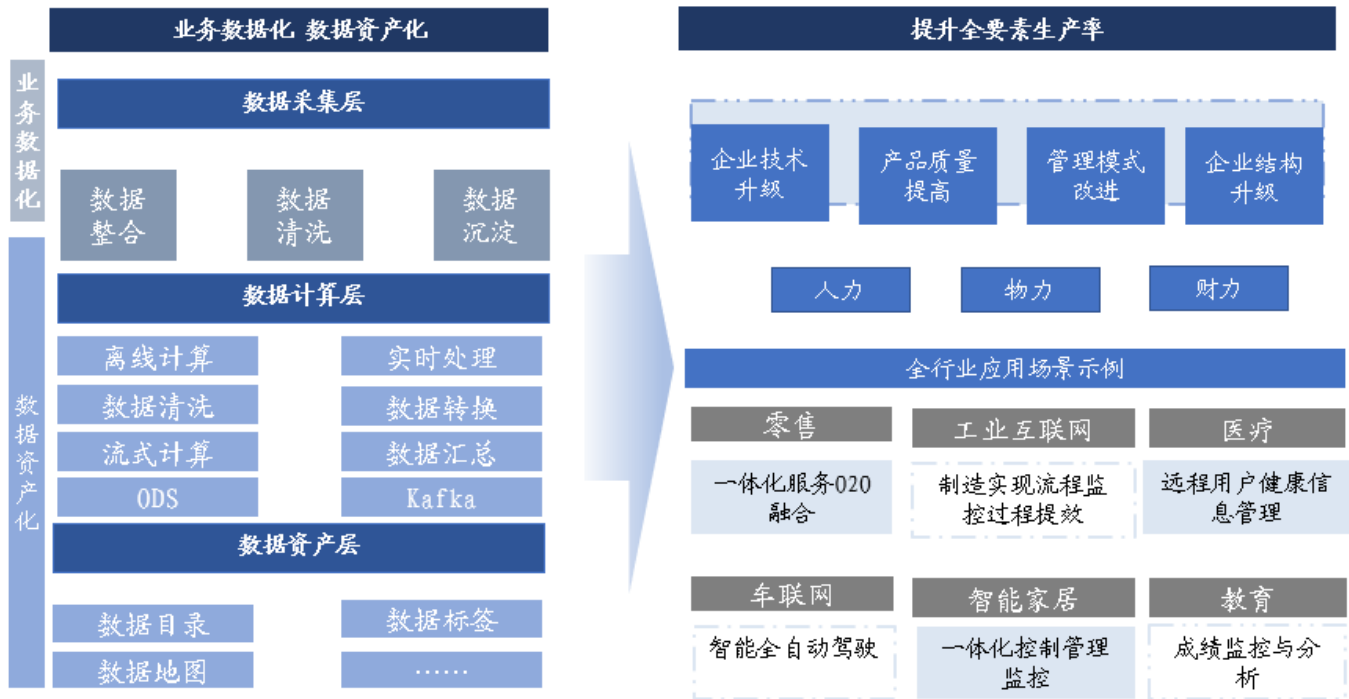 业务数据化 数据资产化
业务数据化
数据采集层
数据
整合
数据
清洗
数据
沉淀
数据资产化
数据计算层
离线计算
实时处理
数据清洗
数据转换
流式计算
数据汇总
ODS
Kafka
数据资产层
数据目录
数据标签
数据地图
……
提升全要素生产率
企业技术
升级
产品质量
提高
管理模式
改进
企业结构
升级
人力
物力
财力
全行业应用场景示例
零售
工业互联网
医疗
一体化服务O2O
融合
制造实现流程监
控过程提效
远程用户健康信
息管理
车联网
智能家居
教育
智能全自动驾驶
一体化控制管理
监控
成绩监控与分
析